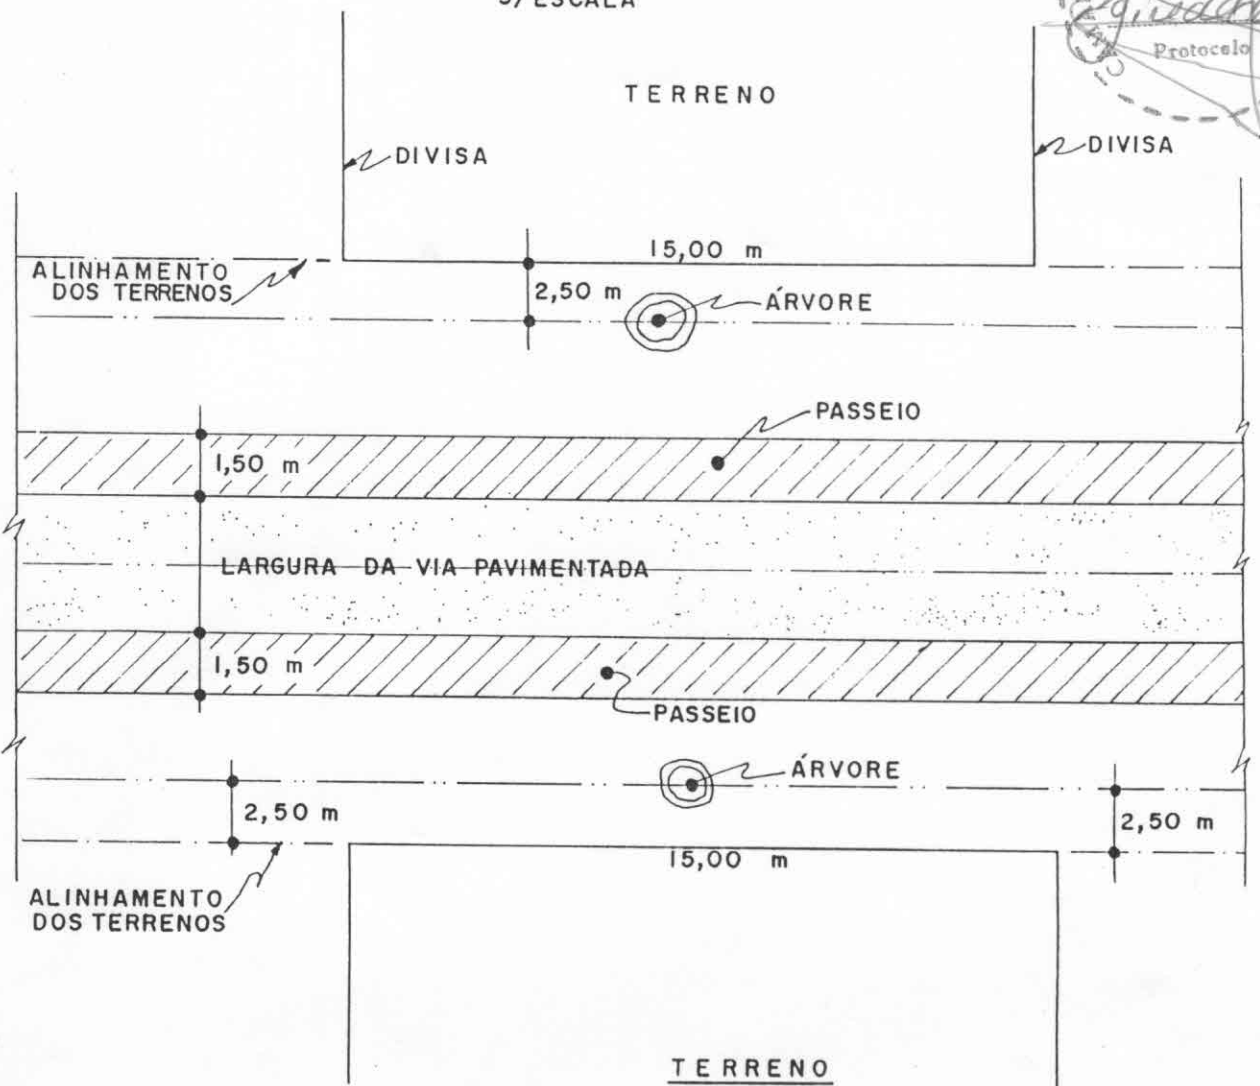 S/ESCALA
Protocolo
TERRENO
DIVISA
DIVISA
15,00 m
ALINHAMENTO
DOS TERRENOS
2,50 m
ÁRVORE
PASSEIO
1,50 m
LARGURA DA VIA PAVIMENTADA
1,50 m
PASSEIO
ÁRVORE
2,50 m
2,50 m
15,00 m
ALINHAMENTO
DOS TERRENOS
TERRENO